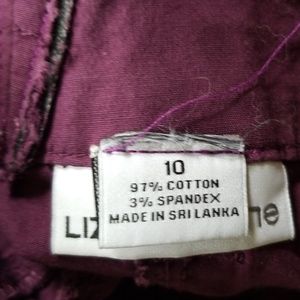 10
97% COTTON
3% SPANDEX
MADE IN SRI LANKA
LIZ